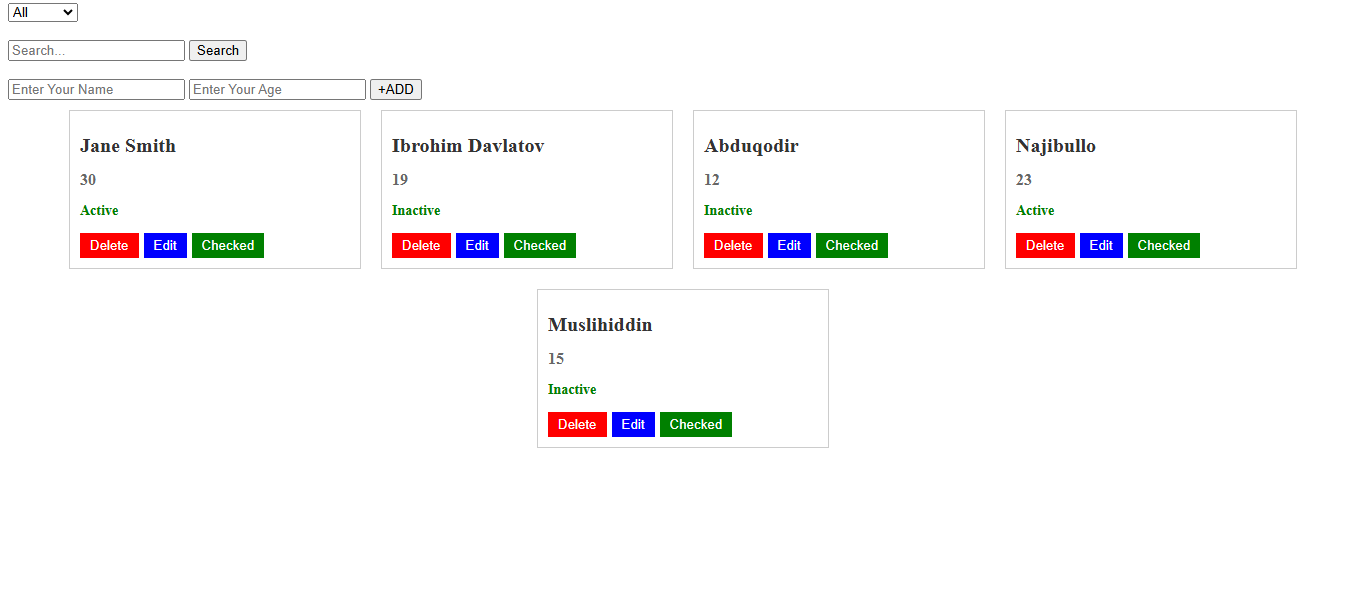 All
Search... Search
Enter Your Name Enter Your Age +ADD
Jane Smith
30
Active
Delete Edit Checked
Ibrohim Davlatov
19
Inactive
Delete Edit Checked
Abduqodir
12
Inactive
Delete Edit Checked
Najibullo
23
Active
Delete Edit Checked
Muslihiddin
15
Inactive
Delete Edit Checked